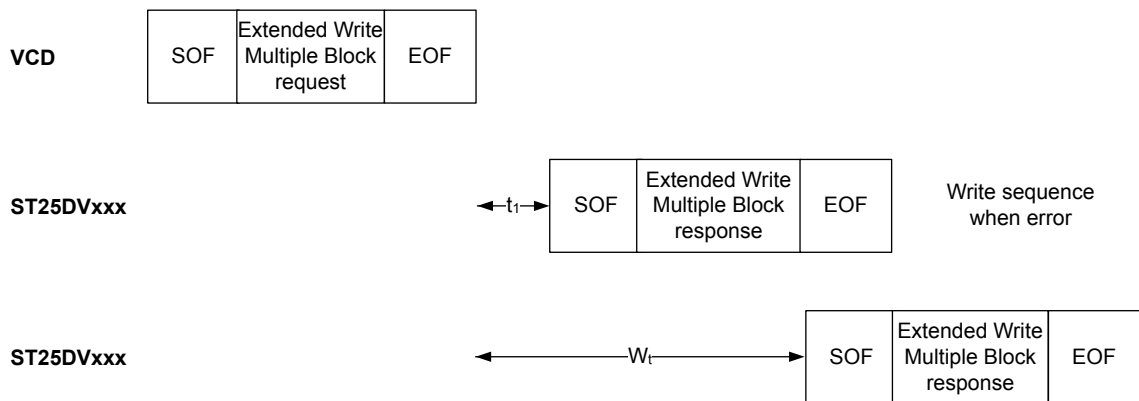 VCD
SOF
Extended Write
Multiple Block
request
EOF
ST25DVxxx
t1
SOF
Extended Write
Multiple Block
response
EOF
Write sequence
when error
ST25DVxxx
Wt
SOF
Extended Write
Multiple Block
response
EOF